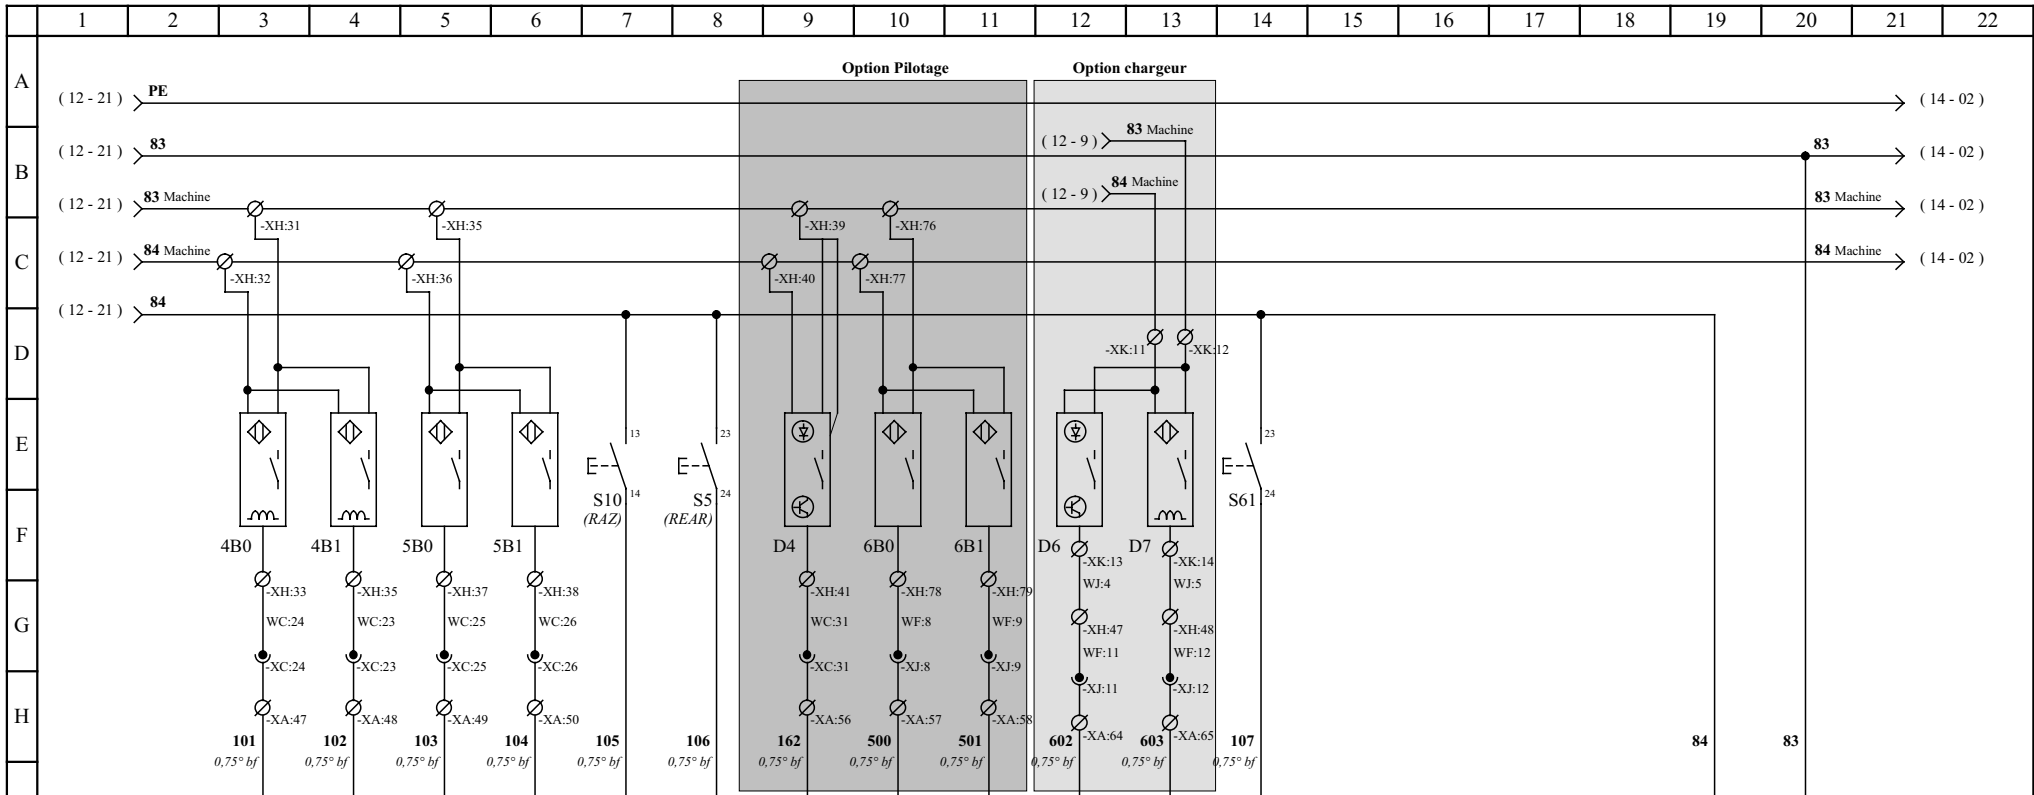 1 2 3 4 5 6 7 8 9 10 11 12 13 14 15 16 17 18 19 20 21 22
Option Pilotage Option chargeur
A
( 12 - 21 ) PE ( 14 - 02 )
( 12 - 9 ) 83 Machine
( 12 - 21 ) 83 83 ( 14 - 02 )
B
( 12 - 9 ) 84 Machine
( 12 - 21 ) 83 Machine 83 Machine ( 14 - 02 )
-XH:31 -XH:35 -XH:39 -XH:76
( 12 - 21 ) 84 Machine 84 Machine ( 14 - 02 )
C
-XH:32 -XH:36 -XH:40 -XH:77
( 12 - 21 ) 84
D
-XK:11 -XK:12
13 23 23
E
14 24 24
S10 S5 S61
(RAZ) (REAR)
F
4B0 4B1 5B0 5B1 D4 6B0 6B1 D6 D7
-XK:13 -XK:14
WJ:4 WJ:5
-XH:33 -XH:35 -XH:37 -XH:38 -XH:41 -XH:78 -XH:79
G
WC:24 WC:23 WC:25 WC:26 WC:31 WF:8 WF:9
-XH:47 -XH:48
WF:11 WF:12
-XC:24 -XC:23 -XC:25 -XC:26 -XC:31 -XJ:8 -XJ:9
-XJ:11 -XJ:12
H
-XA:47 -XA:48 -XA:49 -XA:50 -XA:56 -XA:57 -XA:58
-XA:64 -XA:65
101 102 103 104 105 106 162 500 501 602 603 107 84 83
0,75° bf 0,75° bf 0,75° bf 0,75° bf 0,75° bf 0,75° bf 0,75° bf 0,75° bf 0,75° bf 0,75° bf 0,75° bf 0,75° bf